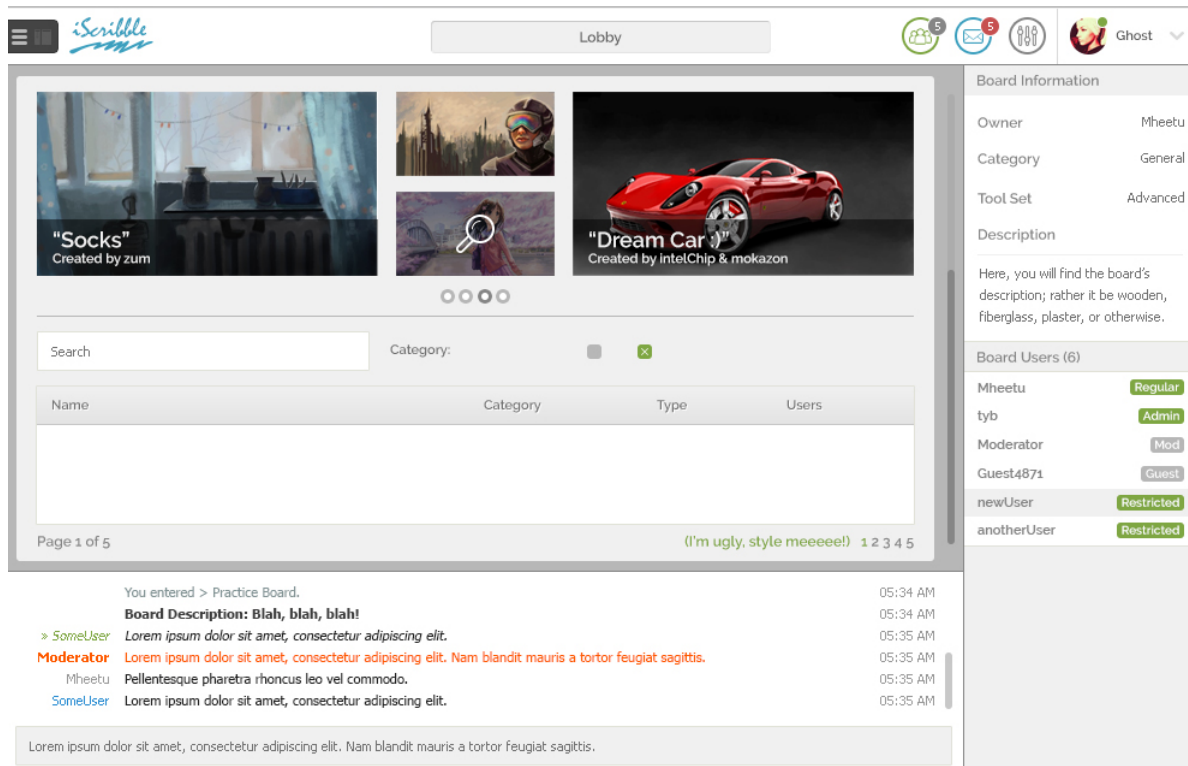 iScribble
Lobby
5
5
Ghost
“Socks”
Created by zum
“Dream Car :)”
Created by intelChip & mokazon
Search
Category:
Name Category Type Users
Page 1 of 5
(I'm ugly, style meeeee!) 1 2 3 4 5
You entered > Practice Board. 05:34 AM
Board Description: Blah, blah, blah! 05:34 AM
» SomeUser Lorem ipsum dolor sit amet, consectetur adipiscing elit. 05:35 AM
Moderator Lorem ipsum dolor sit amet, consectetur adipiscing elit. Nam blandit mauris a tortor feugiat sagittis. 05:35 AM
Mheetu Pellentesque pharetra rhoncus leo vel commodo. 05:35 AM
SomeUser Lorem ipsum dolor sit amet, consectetur adipiscing elit. 05:35 AM
Lorem ipsum dolor sit amet, consectetur adipiscing elit. Nam blandit mauris a tortor feugiat sagittis.
Board Information
Owner Mheetu
Category General
Tool Set Advanced
Description
Here, you will find the board's
description; rather it be wooden,
fiberglass, plaster, or otherwise.
Board Users (6)
Mheetu Regular
tyb Admin
Moderator Mod
Guest4871 Guest
newUser Restricted
anotherUser Restricted